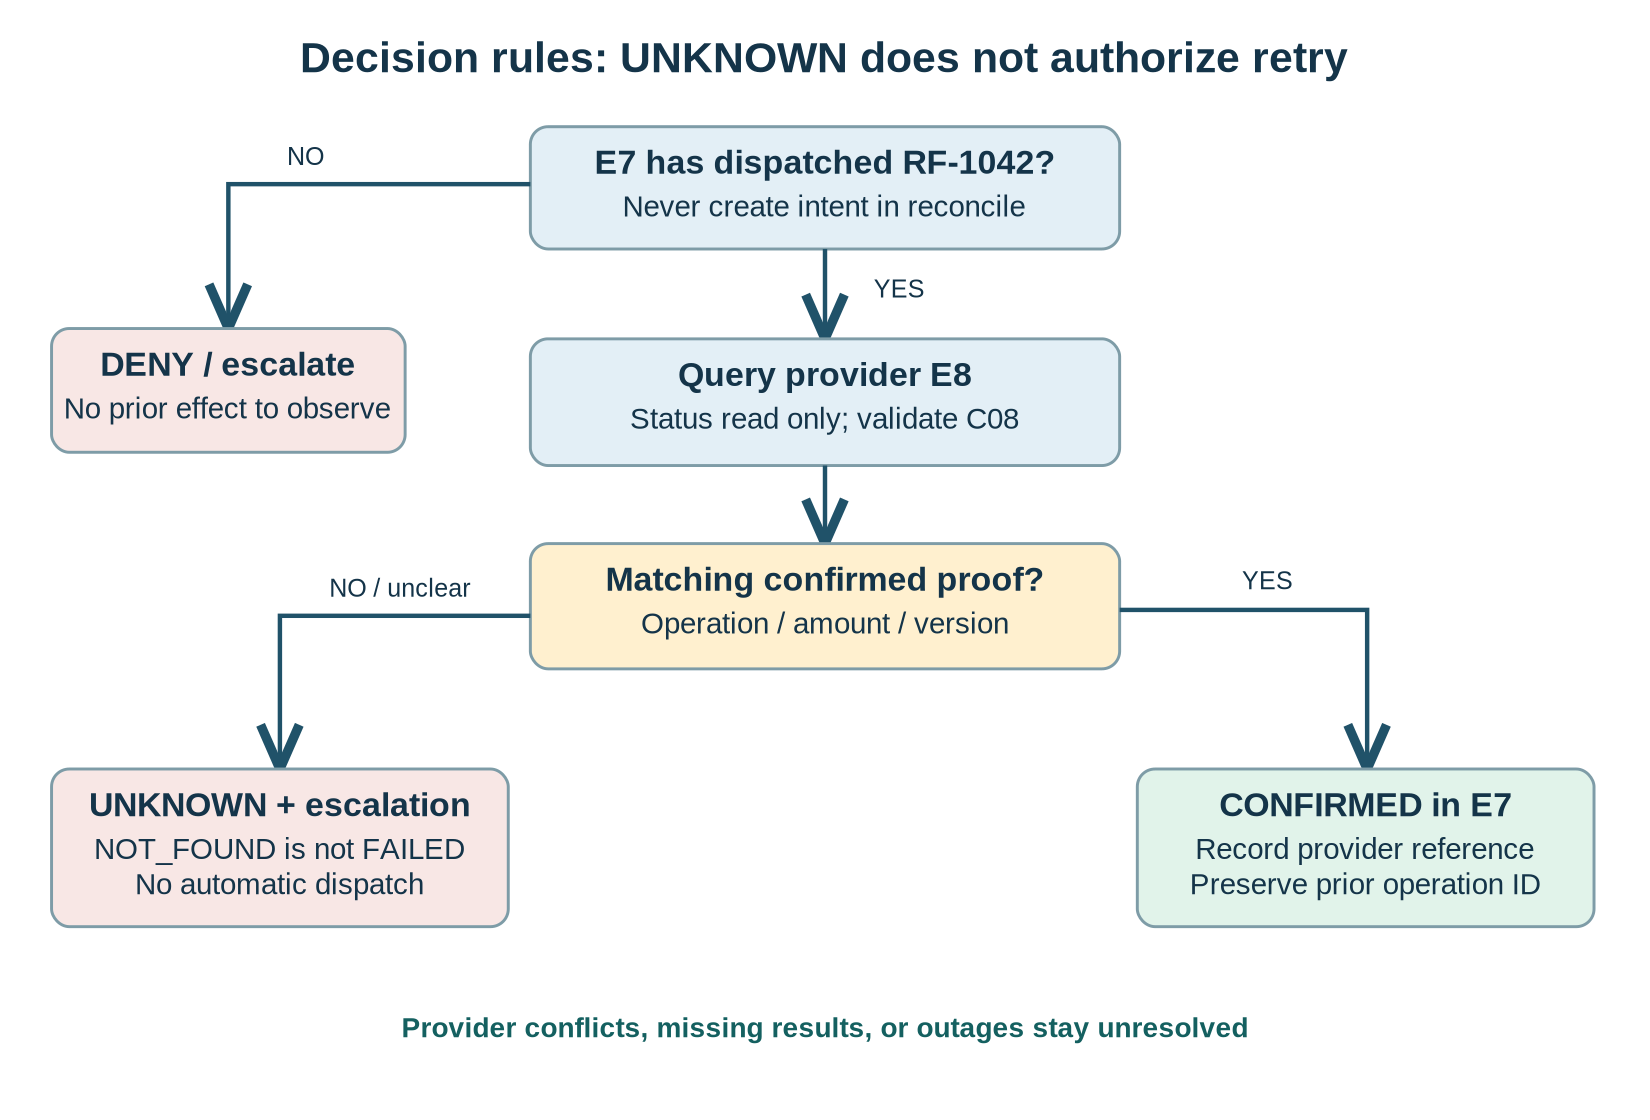 Decision rules: UNKNOWN does not authorize retry
NO
E7 has dispatched RF-1042?
Never create intent in reconcile
YES
DENY / escalate
No prior effect to observe
Query provider E8
Status read only; validate C08
NO / unclear
Matching confirmed proof?
Operation / amount / version
YES
UNKNOWN + escalation
NOT_FOUND is not FAILED
No automatic dispatch
CONFIRMED in E7
Record provider reference
Preserve prior operation ID
Provider conflicts, missing results, or outages stay unresolved